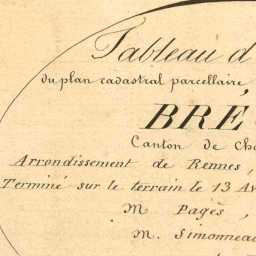 Tableau d
du plan cadastral parcellaire
BRE
Canton de Cha
Arrondissement de Rennes,
Terminé sur le terrain le 13 Av
M Pagès,
M. Simonneau